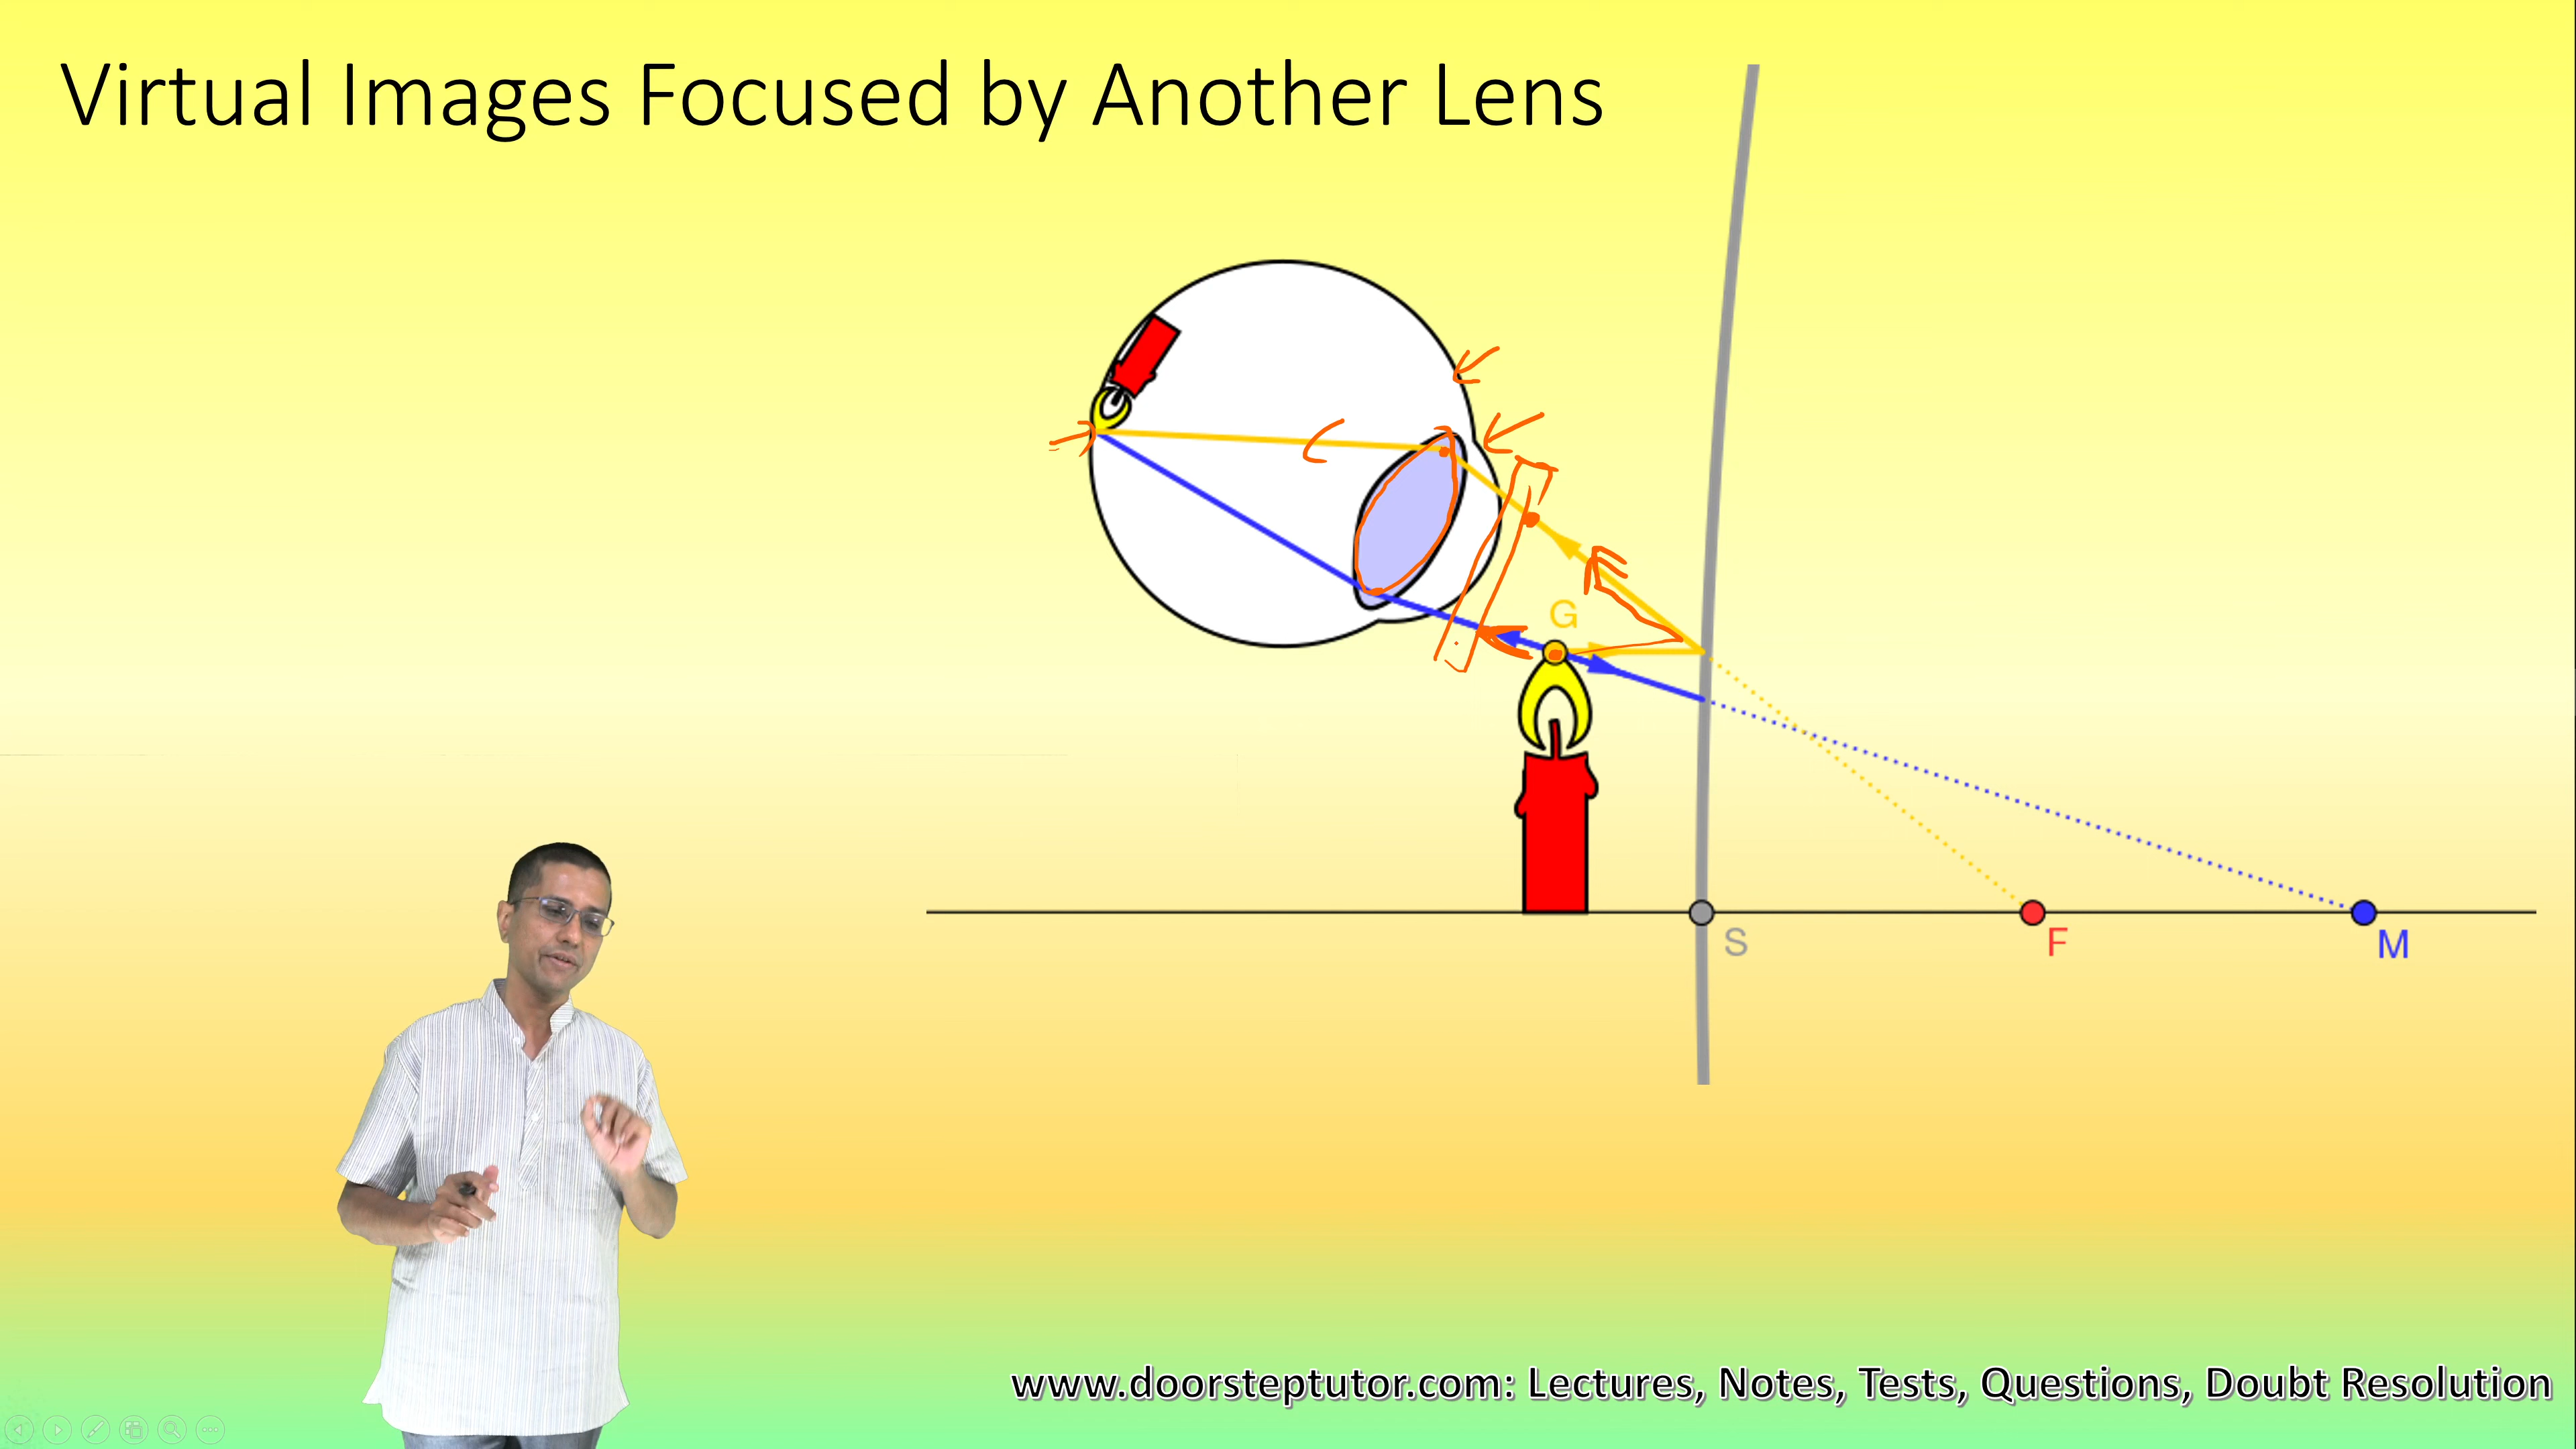 Virtual Images Focused by Another Lens
G
S
F
M
www.doorsteptutor.com: Lectures, Notes, Tests, Questions, Doubt Resolution